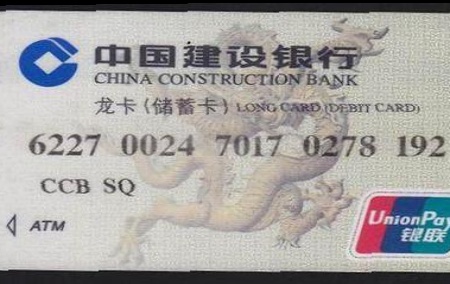 中国建设银行
CHINA CONSTRUCTION BANK
龙卡(储蓄卡) LONG CARD (DEBIT CARD)
6227 0024 7017 0278 192
CCB SQ
ATM
UnionPay
银联